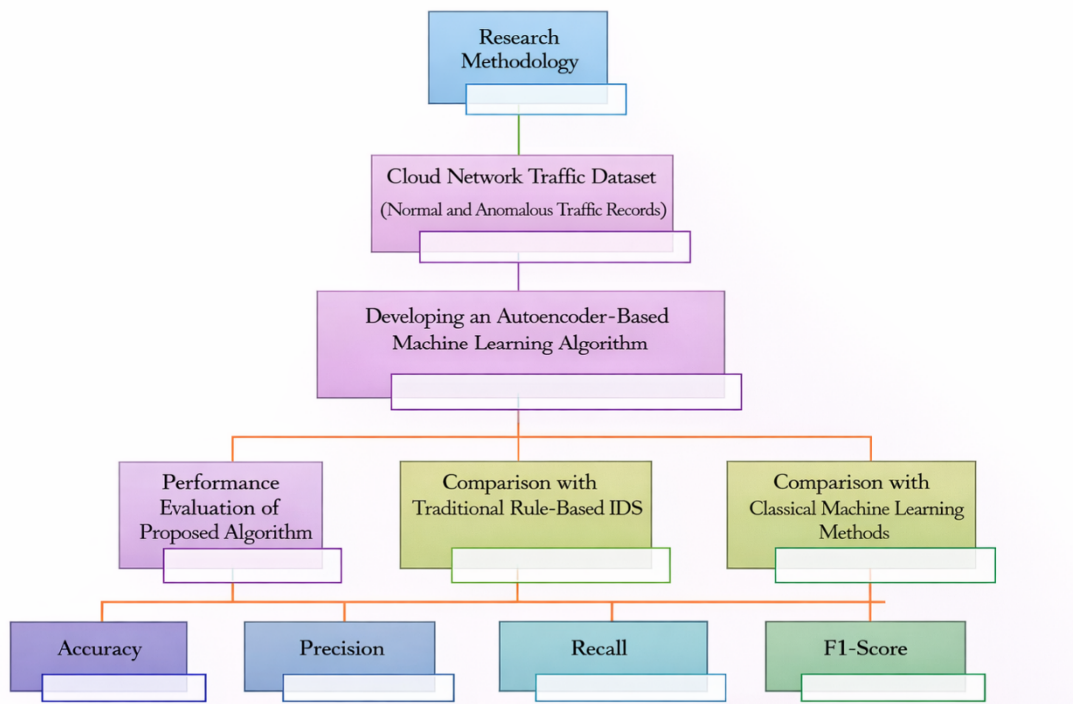 Research
Methodology
Cloud Network Traffic Dataset
(Normal and Anomalous Traffic Records)
Developing an Autoencoder-Based
Machine Learning Algorithm
Performance
Evaluation of
Proposed Algorithm
Comparison with
Traditional Rule-Based IDS
Comparison with
Classical Machine Learning
Methods
Accuracy
Precision
Recall
F1-Score